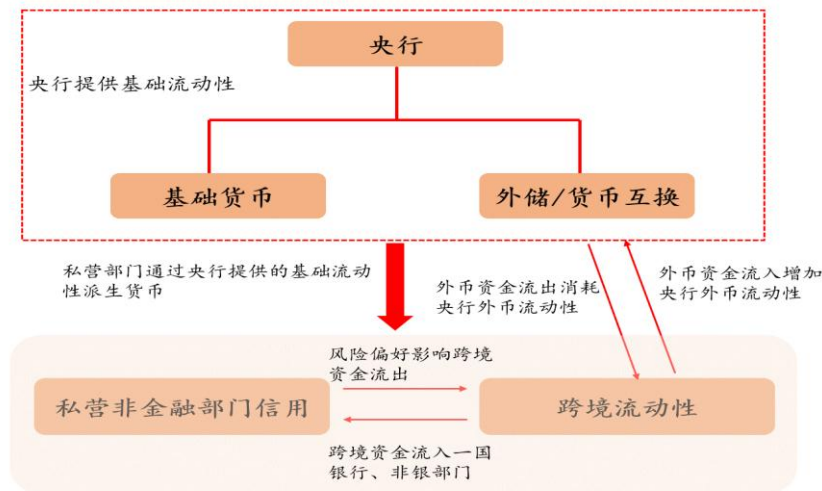 央行
央行提供基础流动性
基础货币
外储/货币互换
私营部门通过央行提供的基础流动
性派生货币
外币资金流出消耗
央行外币流动性
外币资金流入增加
央行外币流动性
风险偏好影响跨境
资金流出
私营非金融部门信用
跨境流动性
跨境资金流入一国
银行、非银部门